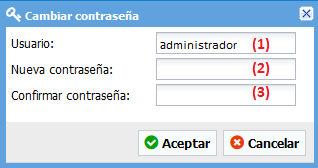 Cambiar contraseña
Usuario: administrador (1)
Nueva contraseña: (2)
Confirmar contraseña: (3)
Aceptar Cancelar